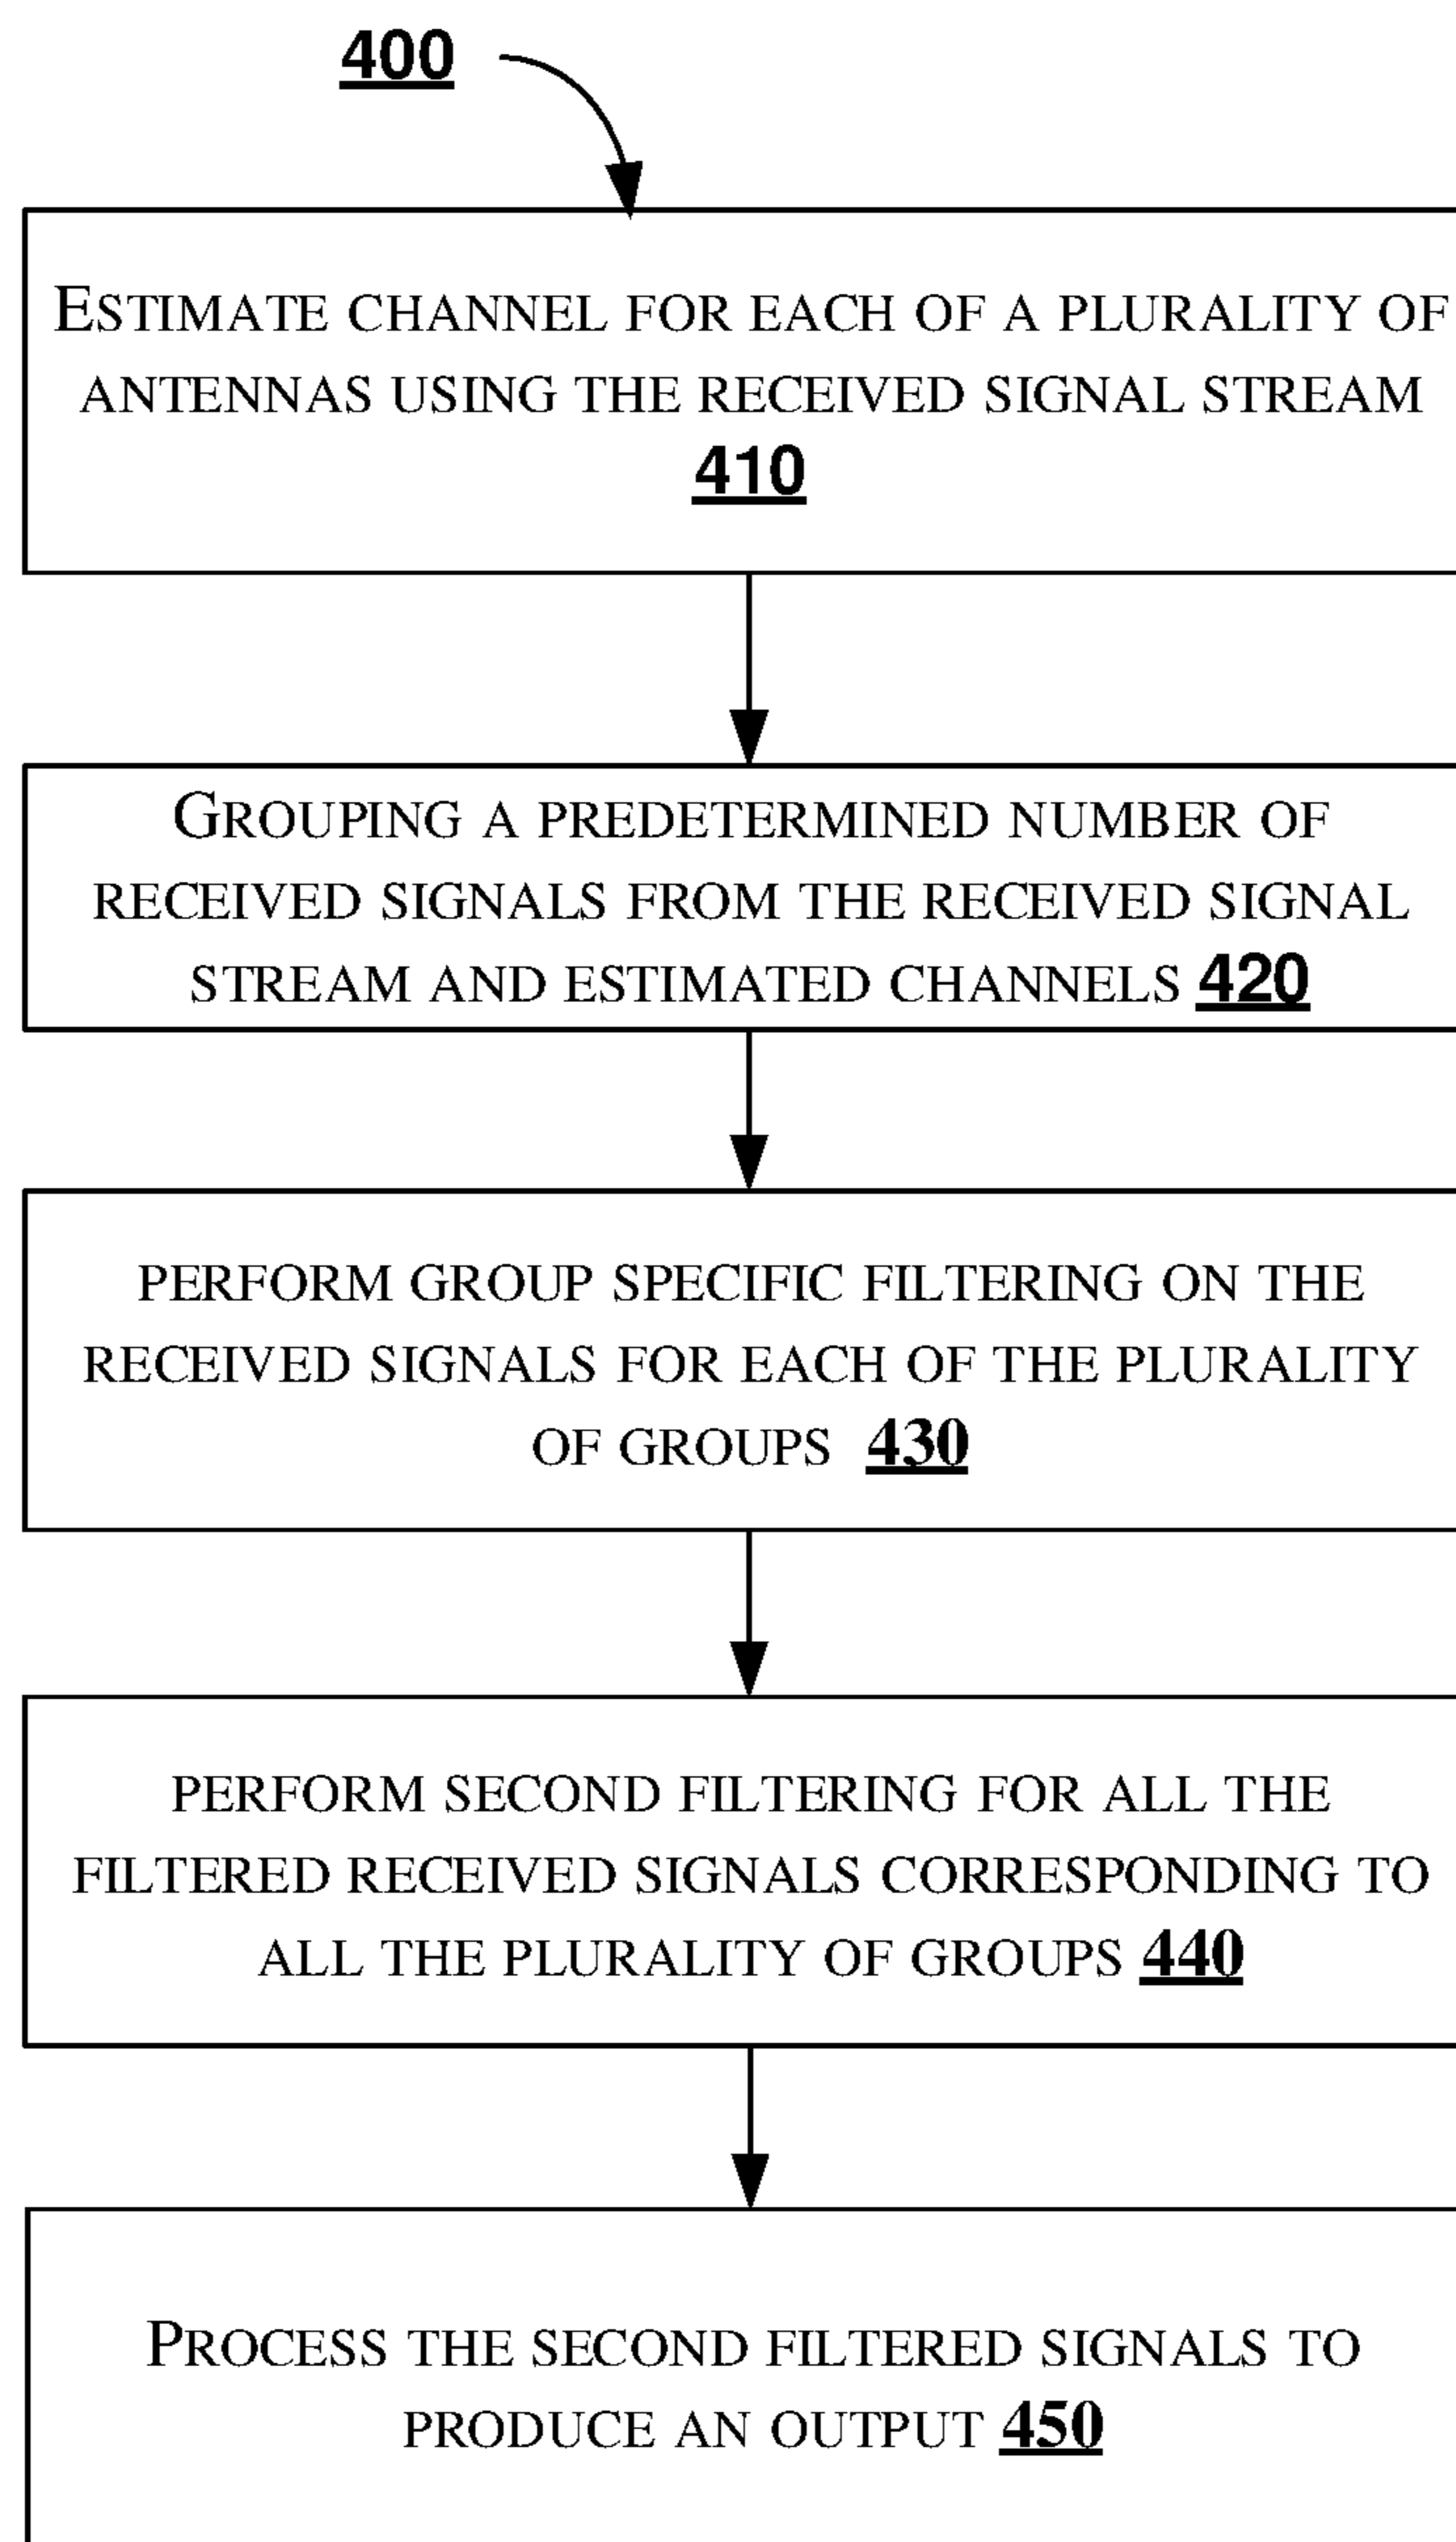 400
ESTIMATE CHANNEL FOR EACH OF A PLURALITY OF
ANTENNAS USING THE RECEIVED SIGNAL STREAM
410
GROUPING A PREDETERMINED NUMBER OF
RECEIVED SIGNALS FROM THE RECEIVED SIGNAL
STREAM AND ESTIMATED CHANNELS 420
PERFORM GROUP SPECIFIC FILTERING ON THE
RECEIVED SIGNALS FOR EACH OF THE PLURALITY
OF GROUPS 430
PERFORM SECOND FILTERING FOR ALL THE
FILTERED RECEIVED SIGNALS CORRESPONDING TO
ALL THE PLURALITY OF GROUPS 440
PROCESS THE SECOND FILTERED SIGNALS TO
PRODUCE AN OUTPUT 450